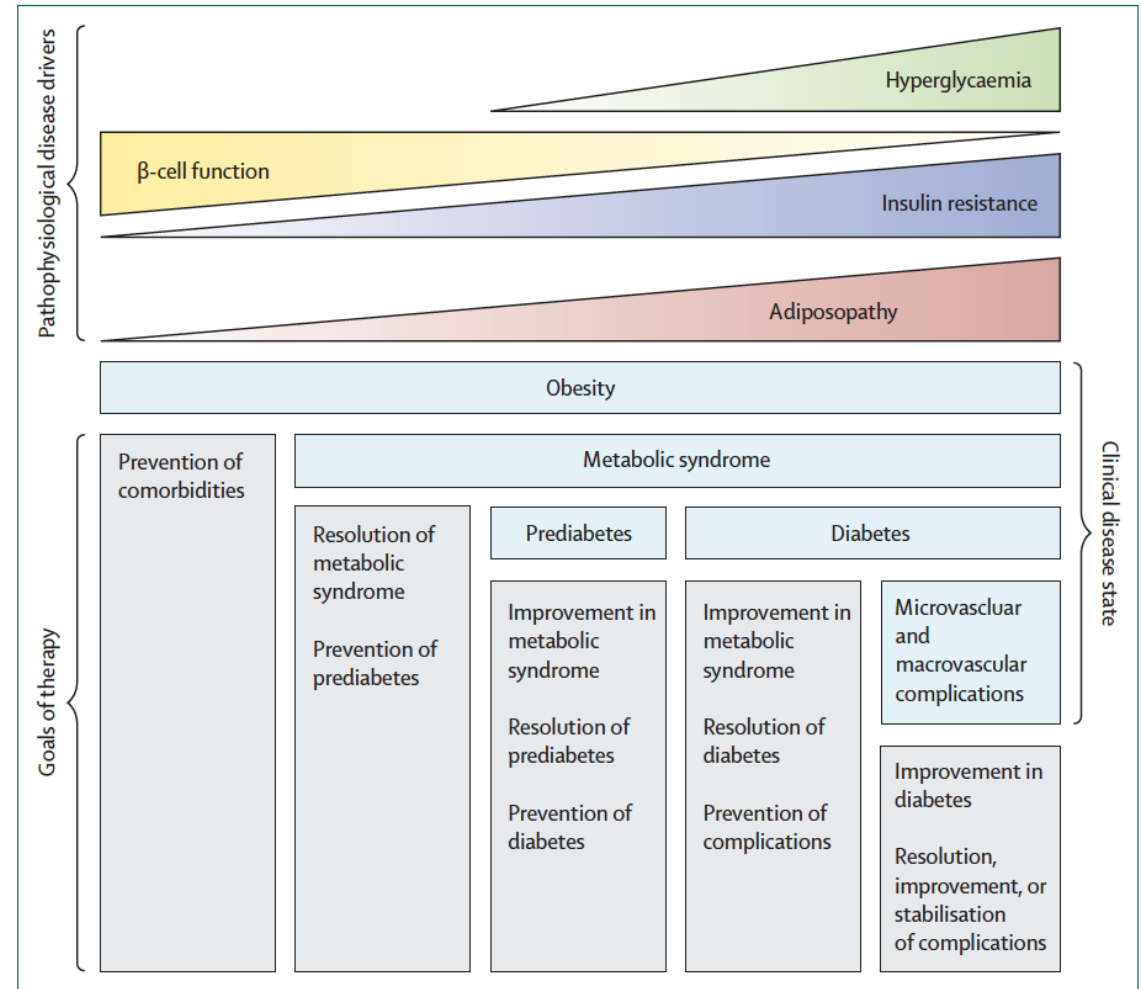 Pathophysiological disease drivers
Hyperglycaemia
β-cell function
Insulin resistance
Adiposopathy
Obesity
Clinical disease state
Goals of therapy
Prevention of
comorbidities
Metabolic syndrome
Resolution of
metabolic
syndrome
Prevention of
prediabetes
Prediabetes
Diabetes
Improvement in
metabolic
syndrome
Resolution of
prediabetes
Prevention of
diabetes
Improvement in
metabolic
syndrome
Resolution of
diabetes
Prevention of
complications
Microvascluar
and
macrovascular
complications
Improvement in
diabetes
Resolution,
improvement, or
stabilisation
of complications